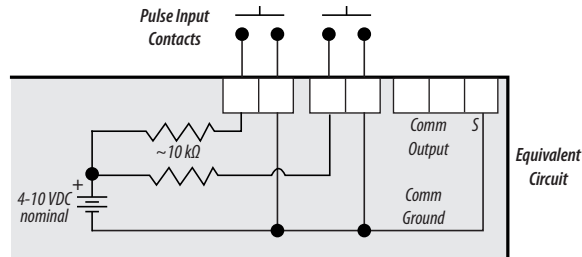 Pulse Input
Contacts
Comm
Output
S
~10 kΩ
Equivalent
Circuit
+
4-10 VDC
nominal
Comm
Ground